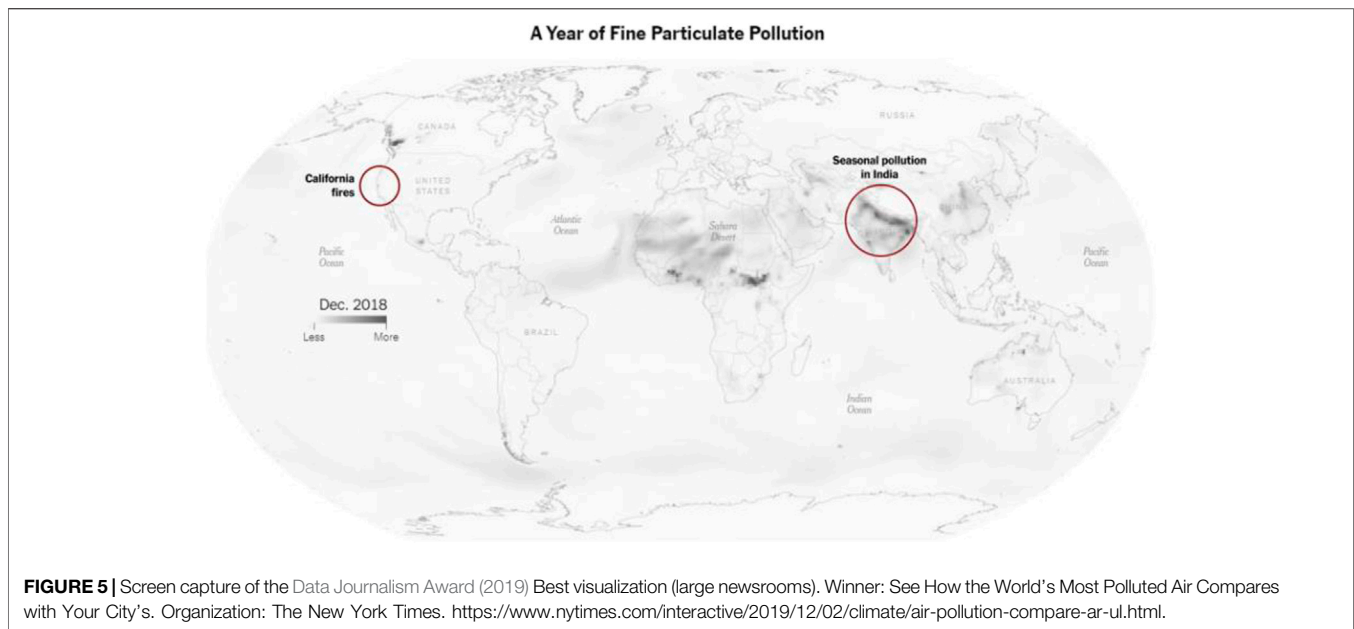 A Year of Fine Particulate Pollution
CANADA
RUSSIA
California
fires
UNITED
STATES
Seasonal pollution
in India
Atlantic
Ocean
Sahara
Desert
Pacific
Ocean
Pacific
Ocean
Dec. 2018
Less More
BRAZIL
AUSTRALIA
Indian
Ocean
FIGURE 5 | Screen capture of the Data Journalism Award (2019) Best visualization (large newsrooms). Winner: See How the World’s Most Polluted Air Compares
with Your City’s. Organization: The New York Times. https://www.nytimes.com/interactive/2019/12/02/climate/air-pollution-compare-ar-ul.html.